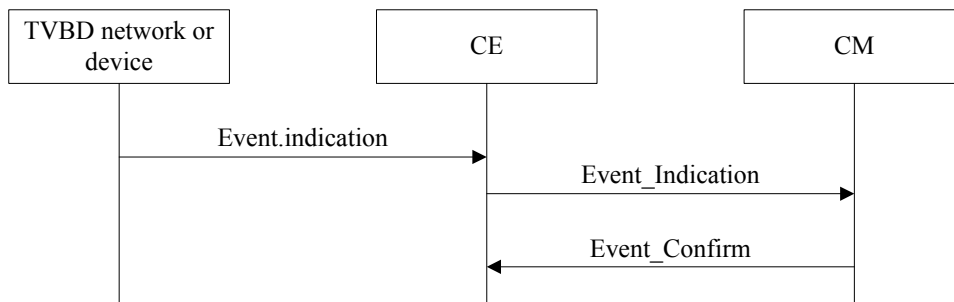 TVBD network or
device
CE
CM
Event.indication
Event_Indication
Event_Confirm